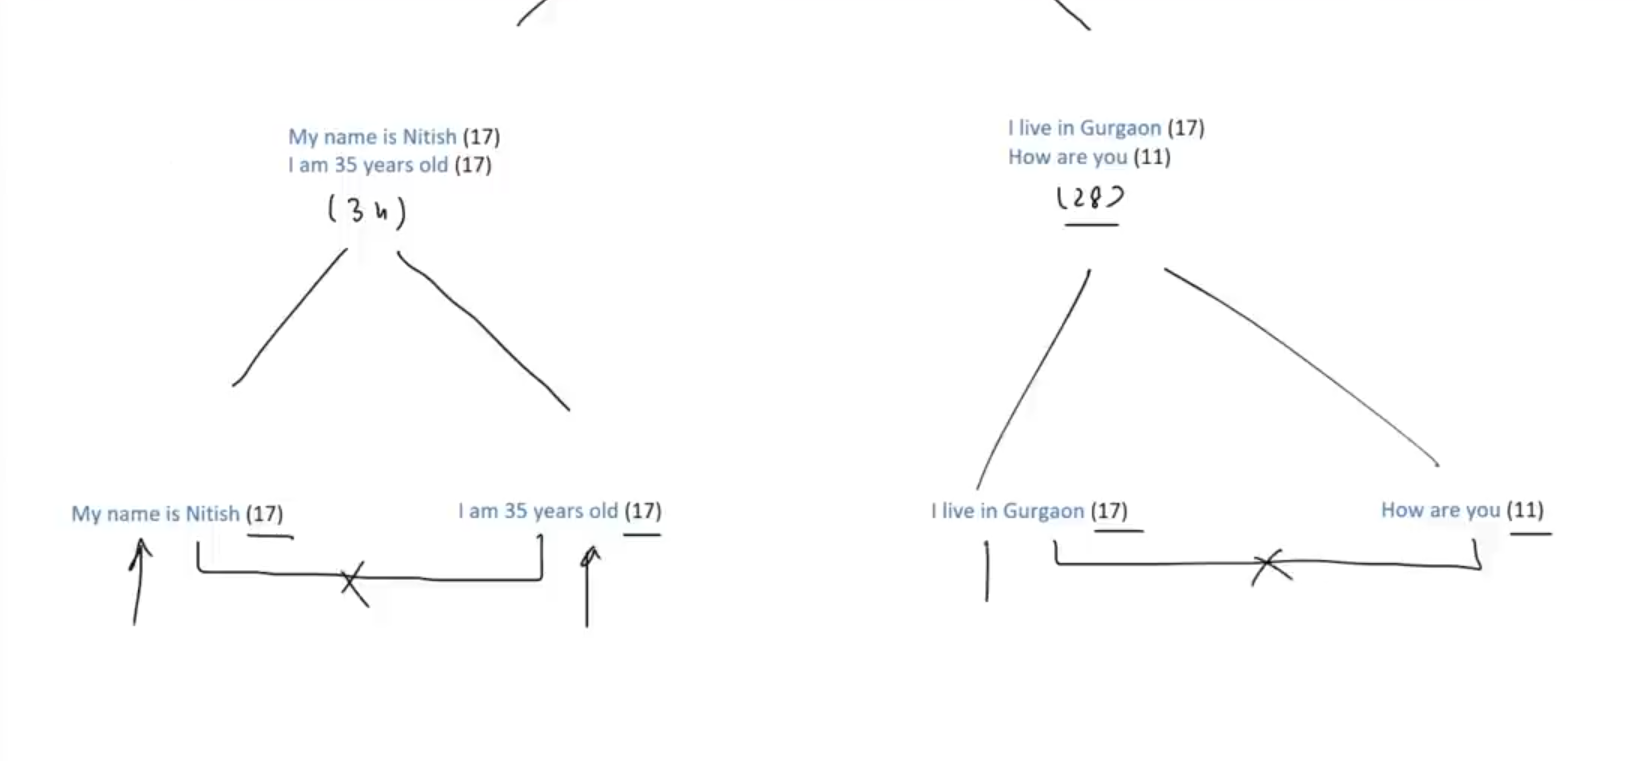 My name is Nitish (17)
I am 35 years old (17)
(34)
I live in Gurgaon (17)
How are you (11)
(28)
My name is Nitish (17)
I am 35 years old (17)
I live in Gurgaon (17)
How are you (11)